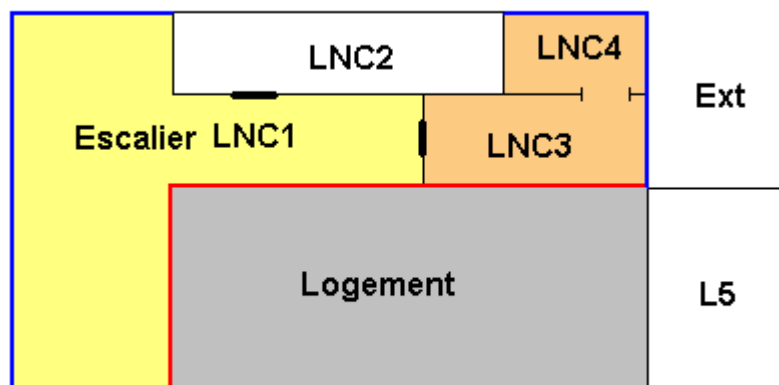 LNC2
LNC4
Ext
Escalier LNC1
LNC3
Logement
L5